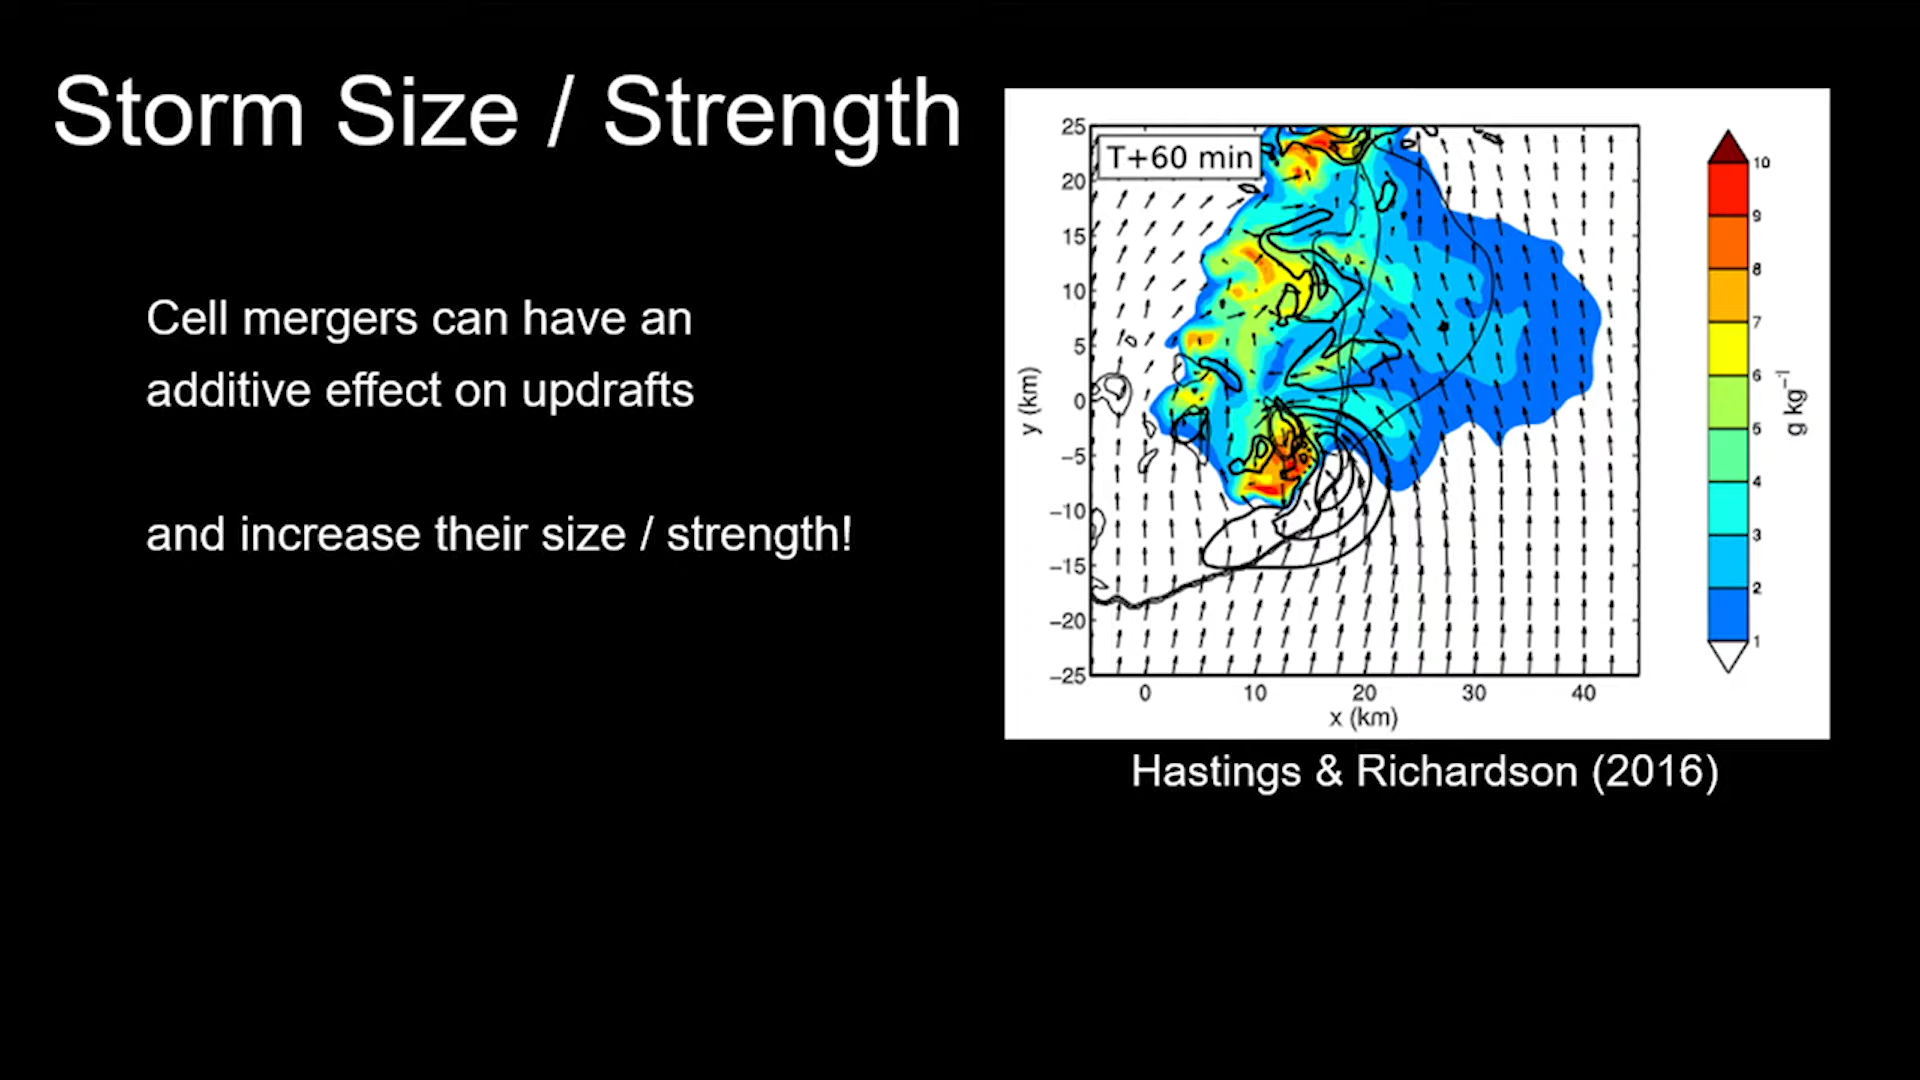 Storm Size / Strength
Cell mergers can have an
additive effect on updrafts
and increase their size / strength!
T+60 min
25
20
15
10
5
0
−5
−10
−15
−20
−25
y (km)
0 10 20 30 40
x (km)
10
9
8
7
6
5
4
3
2
1
g kg⁻¹
Hastings & Richardson (2016)